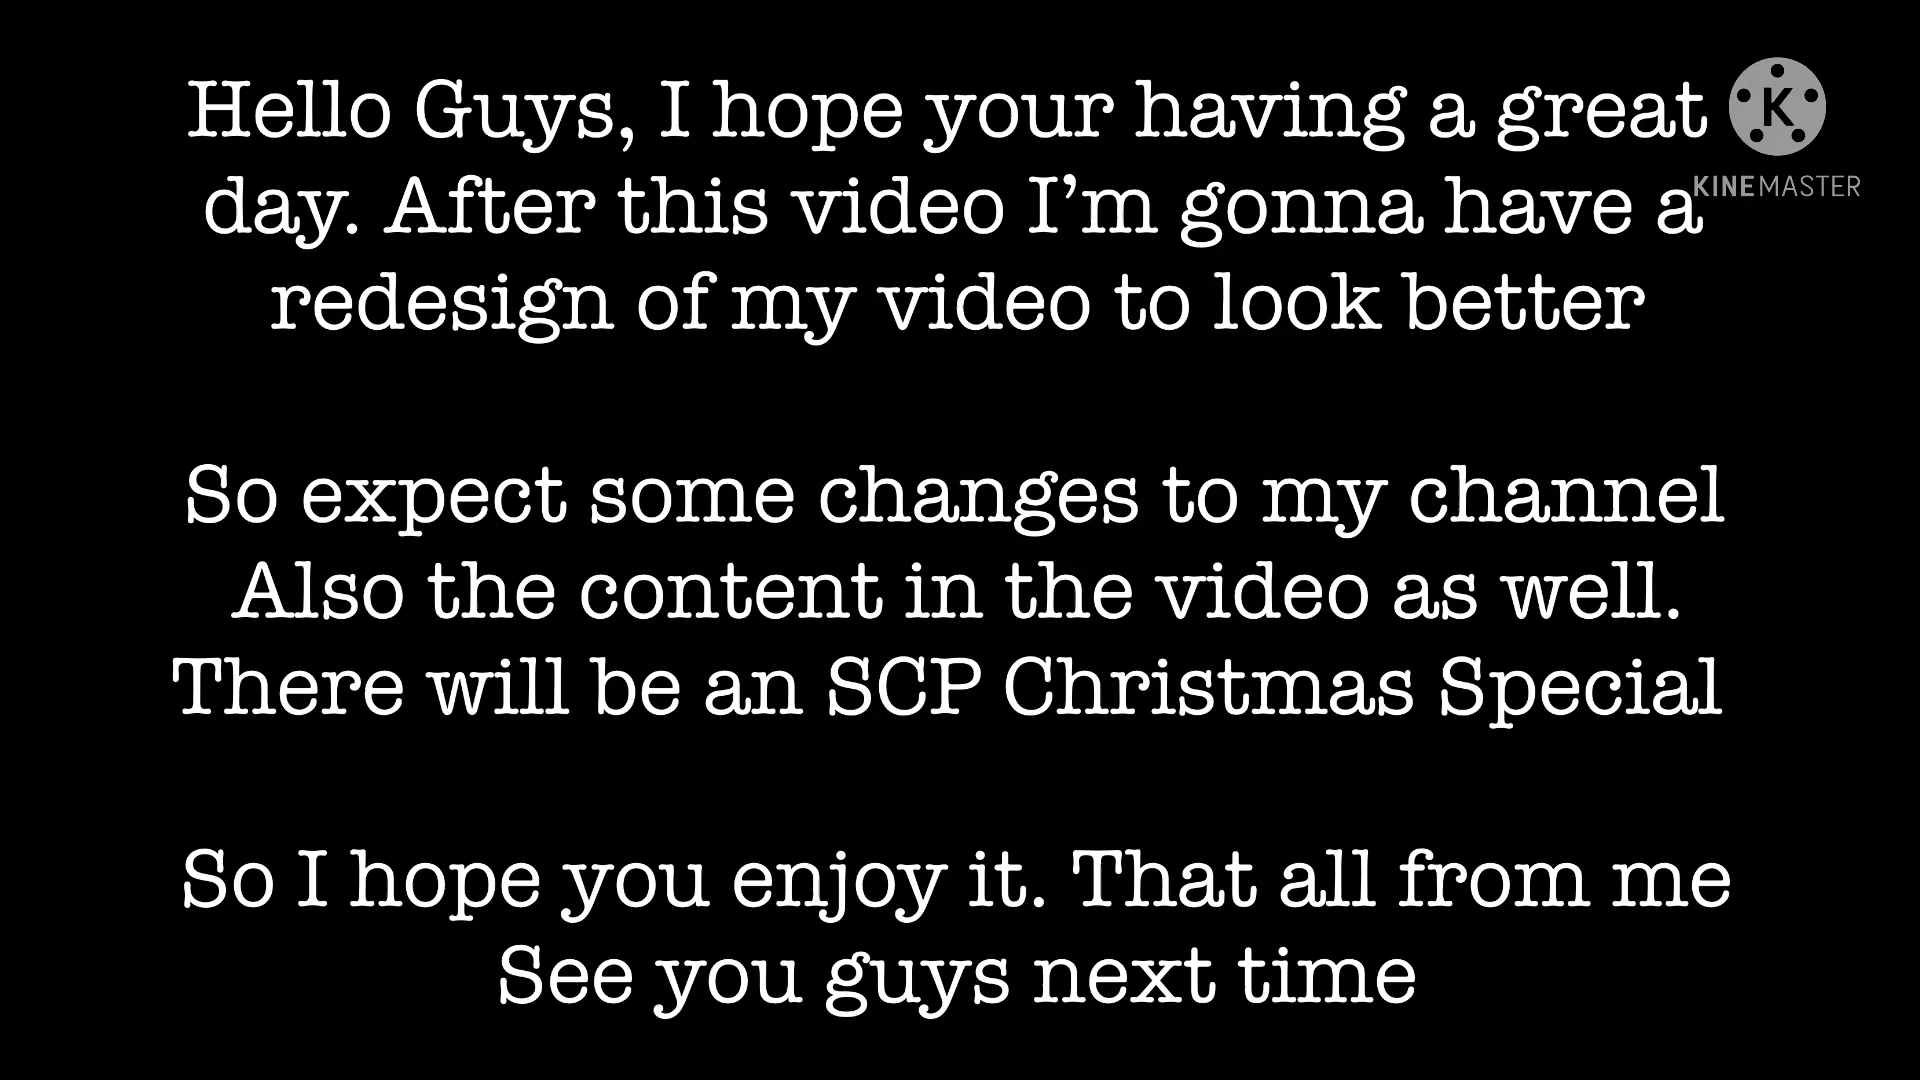 Hello Guys, I hope your having a great
day. After this video I'm gonna have a
redesign of my video to look better
So expect some changes to my channel
Also the content in the video as well.
There will be an SCP Christmas Special
So I hope you enjoy it. That all from me
See you guys next time
K
KINEMASTER